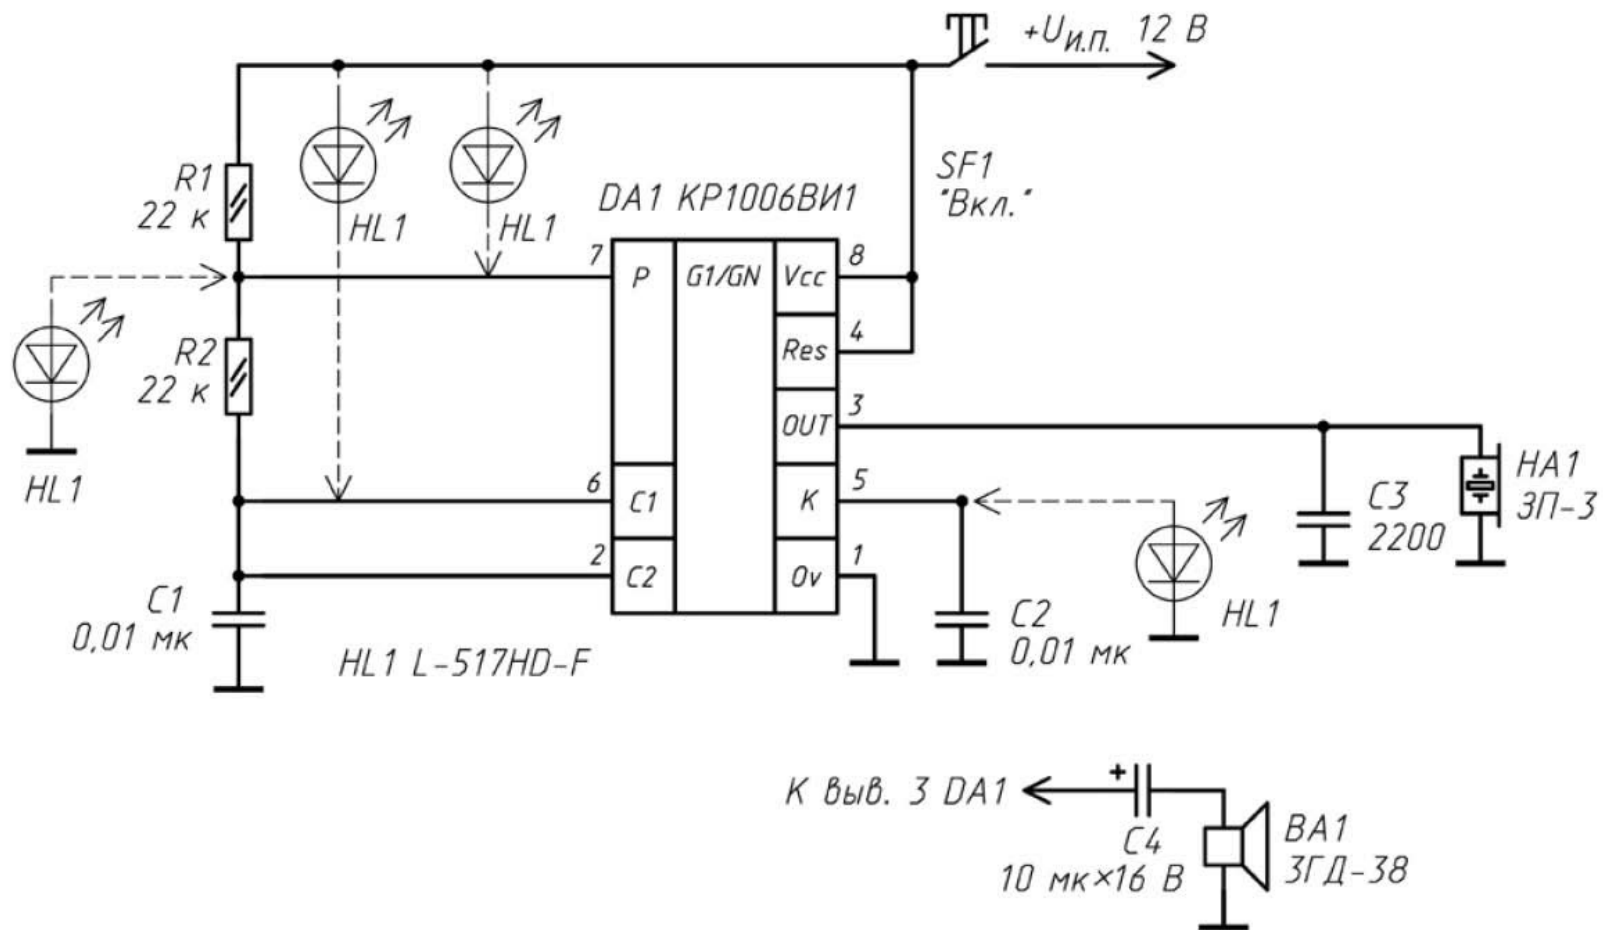 +Uи.п. 12 В
R1
22 к
HL1
HL1
SF1
"Вкл."
DA1 КР1006ВИ1
7
P
G1/GN
Vcc
8
Res
4
R2
22 к
OUT
3
HL1
6
C1
K
5
HA1
ЗП-3
C3
2200
2
C2
0v
1
C1
0,01 мк
HL1 L-517HD-F
C2
0,01 мк
HL1
К выв. 3 DA1
+
C4
10 мк×16 В
BA1
3ГД-38